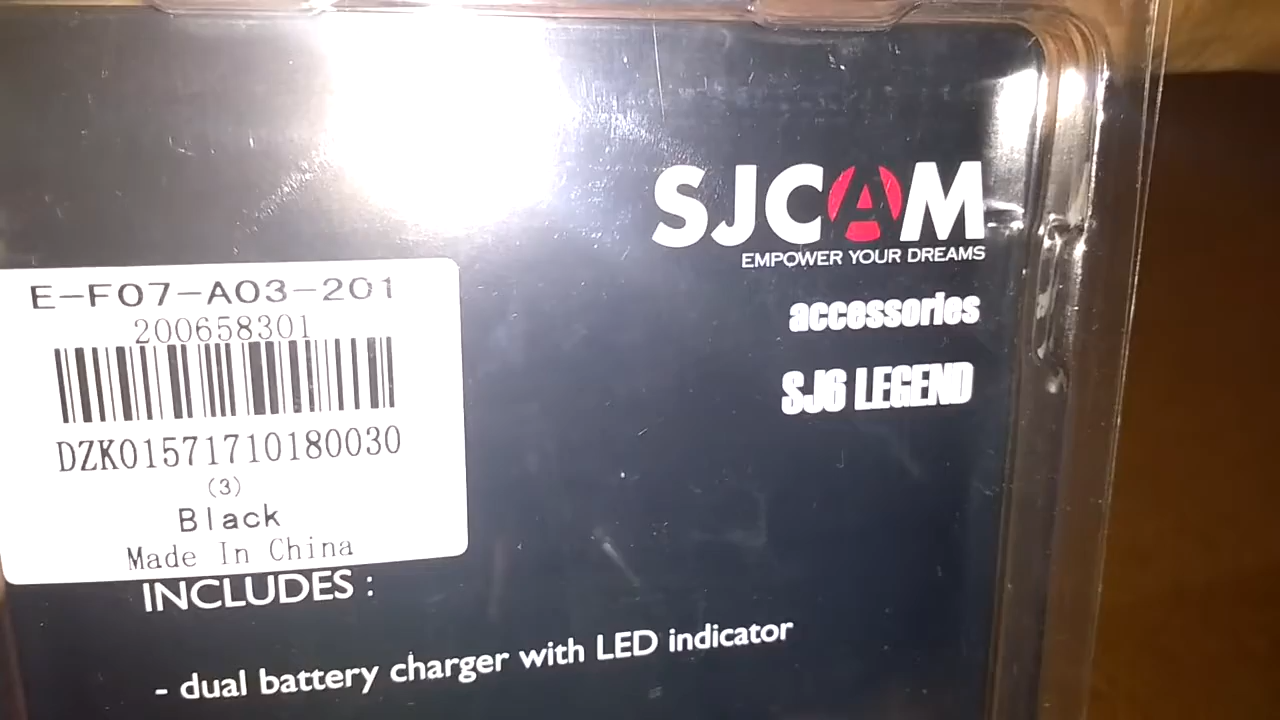 SJCAM
EMPOWER YOUR DREAMS
accessories
SJ6 LEGEND
E-F07-A03-201
200658301
DZK01571710180030
(3)
Black
Made In China
INCLUDES :
- dual battery charger with LED indicator